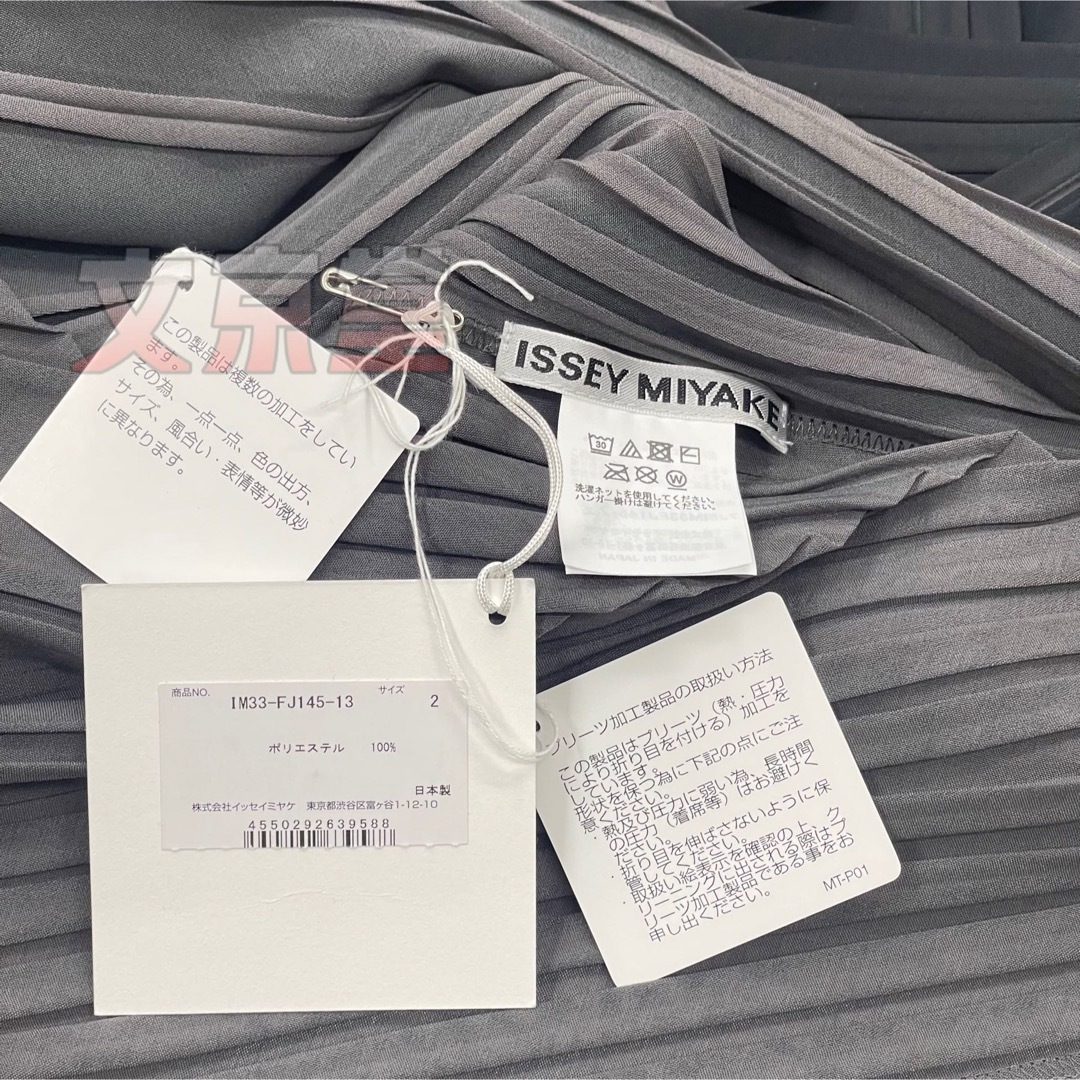 文京堂
この製品は複数の加工をしてい
ます。
その為、一点一点、色の出方、
サイズ、風合い・表情等が微妙
に異なります。
ISSEY MIYAKE
30
W
洗濯ネットを使用してください。
ハンガー掛けは避けてください。
MADE IN JAPAN
商品NO. サイズ
IM33-FJ145-13 2
ポリエステル 100%
日本製
株式会社イッセイミヤケ 東京都渋谷区富ヶ谷1-12-10
4550292639588
プリーツ加工製品の取扱い方法
この製品はプリーツ(熱・圧力
により折り目を付ける)加工を
しています。
形状を保つ為に下記の点にご注
意ください。
・熱及び圧力に弱い為、長時間
の圧力(着席等)はお避けく
ださい。
・折り目を伸ばさないように保
管してください。
・取扱い絵表示を確認の上、ク
リーニングに出される際はプ
リーツ加工製品である事をお
申し出ください。
MT-P01